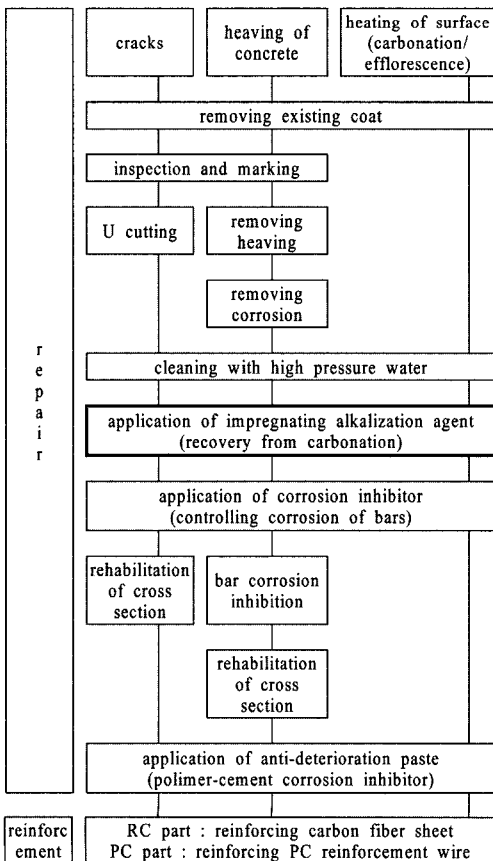 cracks
heaving of
concrete
heating of surface
(carbonation/
efflorescence)
removing existing coat
inspection and marking
U cutting
removing
heaving
removing
corrosion
repair
cleaning with high pressure water
application of impregnating alkalization agent
(recovery from carbonation)
application of corrosion inhibitor
(controlling corrosion of bars)
rehabilitation
of cross
section
bar corrosion
inhibition
rehabilitation
of cross
section
application of anti-deterioration paste
(polimer-cement corrosion inhibitor)
reinforc
ement
RC part : reinforcing carbon fiber sheet
PC part : reinforcing PC reinforcement wire